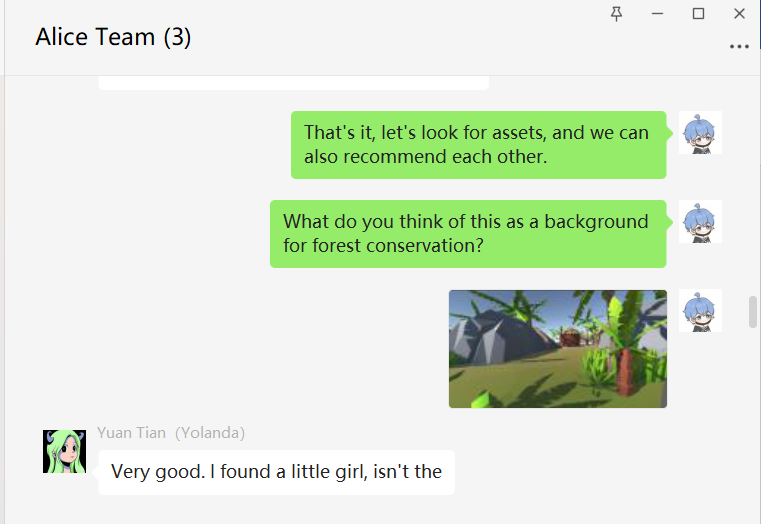 Alice Team (3)
That's it, let's look for assets, and we can
also recommend each other.
What do you think of this as a background
for forest conservation?
Yuan Tian (Yolanda)
Very good. I found a little girl, isn't the